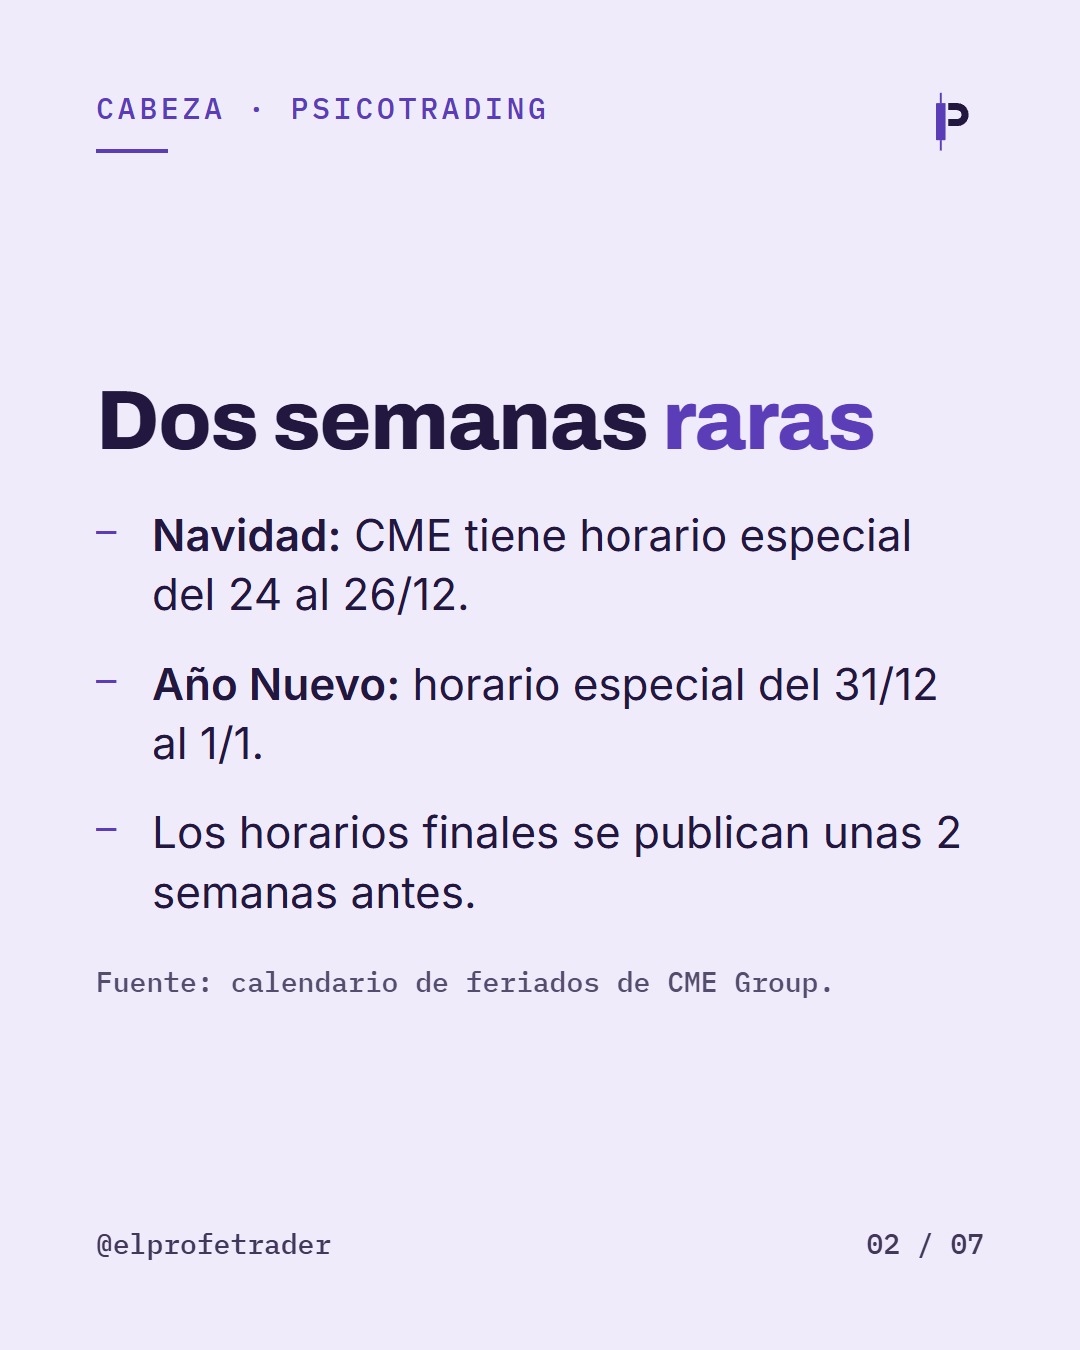 CABEZA · PSICOTRADING
Dos semanas raras
– Navidad: CME tiene horario especial
del 24 al 26/12.
– Año Nuevo: horario especial del 31/12
al 1/1.
– Los horarios finales se publican unas 2
semanas antes.
Fuente: calendario de feriados de CME Group.
@elprofetrader
02 / 07